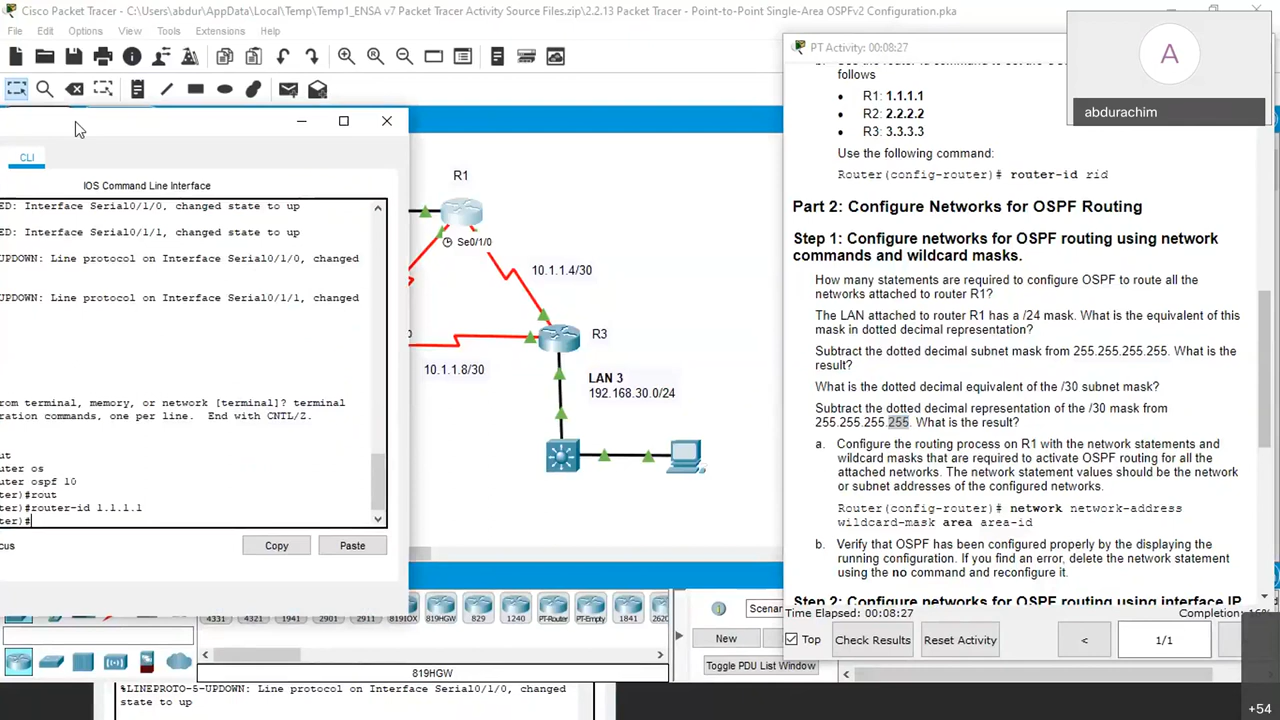 Cisco Packet Tracer - C:\Users\abdur\AppData\Local\Temp\Temp1_ENSA v7 Packet Tracer Activity Source Files.zip\2.2.13 Packet Tracer - Point-to-Point Single-Area OSPFv2 Configuration.pka
File Edit Options View Tools Extensions Help
CLI
IOS Command Line Interface
ED: Interface Serial0/1/0, changed state to up
ED: Interface Serial0/1/1, changed state to up
UPDOWN: Line protocol on Interface Serial0/1/0, changed
UPDOWN: Line protocol on Interface Serial0/1/1, changed
rom terminal, memory, or network [terminal]? terminal
ration commands, one per line. End with CNTL/Z.
ut
uter os
uter ospf 10
ter)#rout
ter)#router-id 1.1.1.1
ter)#
cus
Copy Paste
R1
Se0/1/0
10.1.1.4/30
R3
0
10.1.1.8/30
LAN 3
192.168.30.0/24
4331 4321 1941 2901 2911 819IOX 819HGW 829 1240 PT-Router PT-Empty 1841 2620
819HGW
%LINEPROTO-5-UPDOWN: Line protocol on Interface Serial0/1/0, changed
state to up
Scenar
New
Toggle PDU List Window
PT Activity: 00:08:27
A
abdurachim
follows
• R1: 1.1.1.1
• R2: 2.2.2.2
• R3: 3.3.3.3
Use the following command:
Router(config-router)# router-id rid
Part 2: Configure Networks for OSPF Routing
Step 1: Configure networks for OSPF routing using network
commands and wildcard masks.
How many statements are required to configure OSPF to route all the
networks attached to router R1?
The LAN attached to router R1 has a /24 mask. What is the equivalent of this
mask in dotted decimal representation?
Subtract the dotted decimal subnet mask from 255.255.255.255. What is the
result?
What is the dotted decimal equivalent of the /30 subnet mask?
Subtract the dotted decimal representation of the /30 mask from
255.255.255.255. What is the result?
a. Configure the routing process on R1 with the network statements and
wildcard masks that are required to activate OSPF routing for all the
attached networks. The network statement values should be the network
or subnet addresses of the configured networks.
Router(config-router)# network network-address
wildcard-mask area area-id
b. Verify that OSPF has been configured properly by the displaying the
running configuration. If you find an error, delete the network statement
using the no command and reconfigure it.
Step 2: Configure networks for OSPF routing using interface IP
Time Elapsed: 00:08:27 Completion: 16%
Top Check Results Reset Activity < 1/1
+54